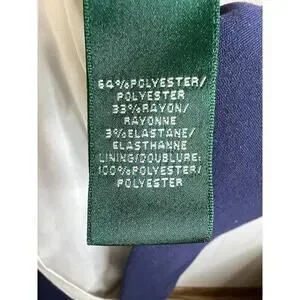 64%POLYESTER/
POLYESTER
33%RAYON/
RAYONNE
3%ELASTANE/
ELASTHANNE
LINING/DOUBLURE:
100%POLYESTER/
POLYESTER